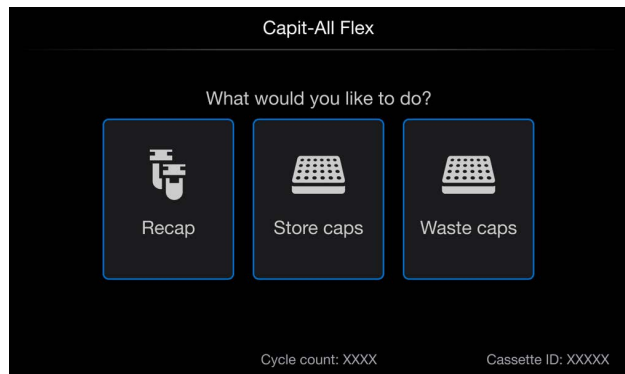 Capit-All Flex
What would you like to do?
Recap
Store caps
Waste caps
Cycle count: XXXX
Cassette ID: XXXXX